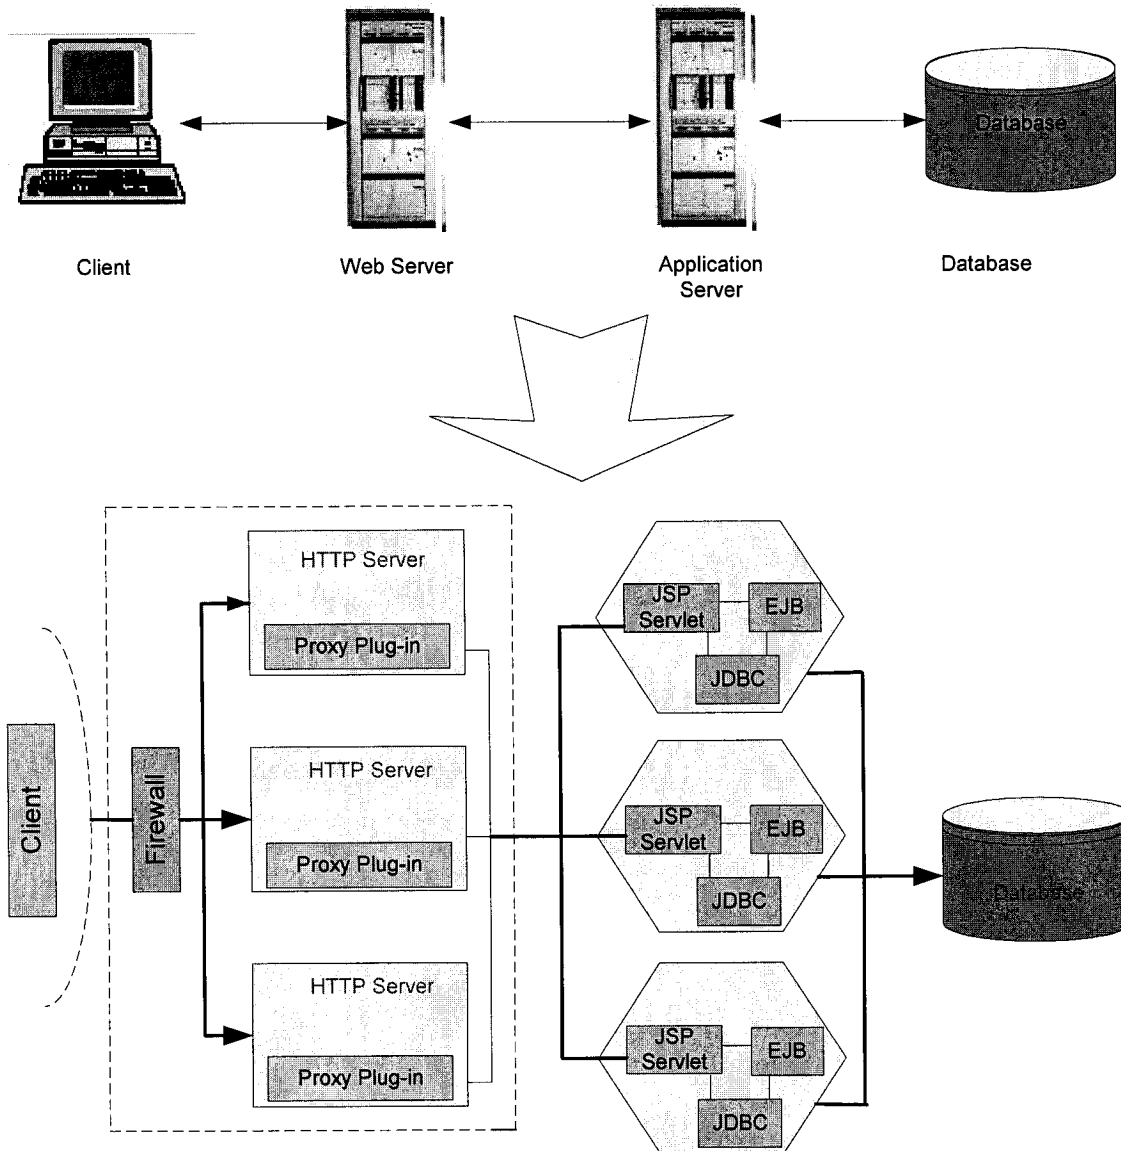 Database
Client
Web Server
Application
Server
Database
HTTP Server
Proxy Plug-in
JSP
Servlet
EJB
JDBC
Client
Firewall
HTTP Server
Proxy Plug-in
JSP
Servlet
EJB
JDBC
Database
HTTP Server
Proxy Plug-in
JSP
Servlet
EJB
JDBC